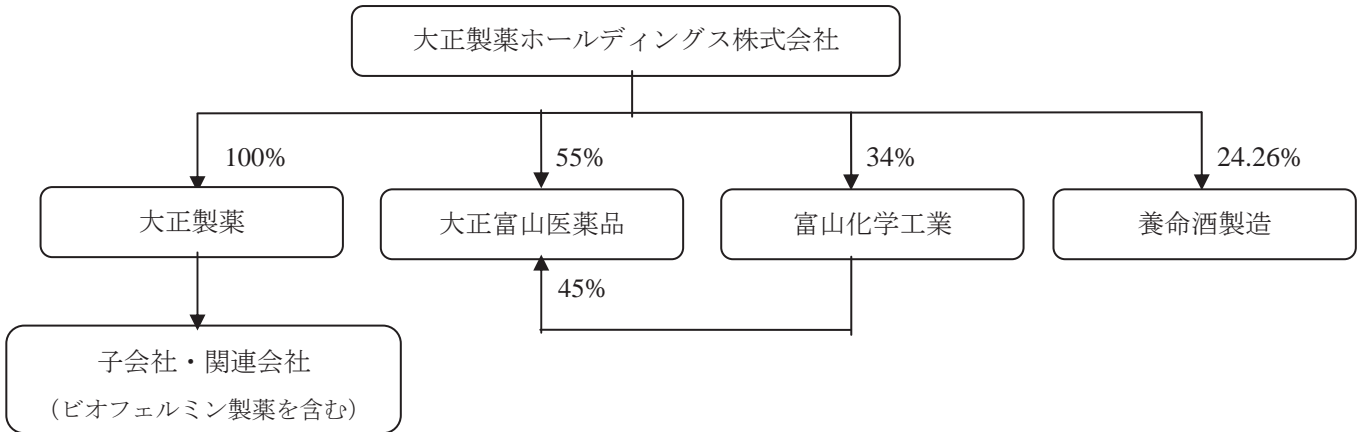 大正製薬ホールディングス株式会社
100%
55%
34%
24.26%
大正製薬
大正富山医薬品
富山化学工業
養命酒製造
45%
子会社・関連会社
（ビオフェルミン製薬を含む）